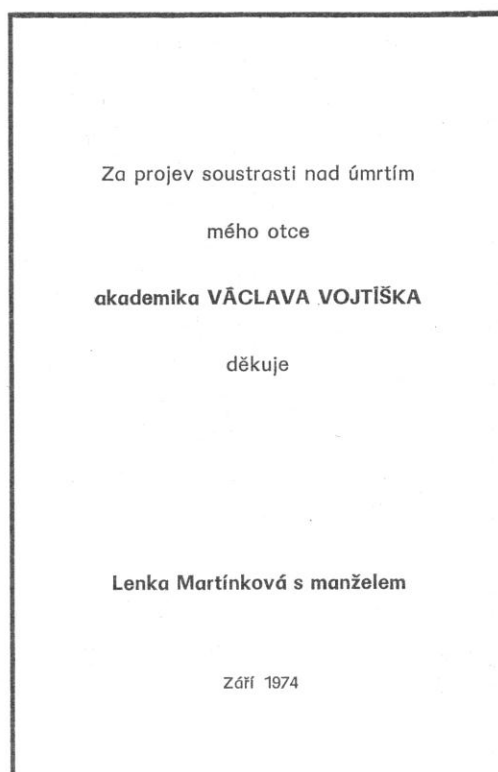 Za projev soustrasti nad úmrtím
mého otce
akademika VÁCLAVA VOJTÍŠKA
děkuje
Lenka Martínková s manželem
Září 1974